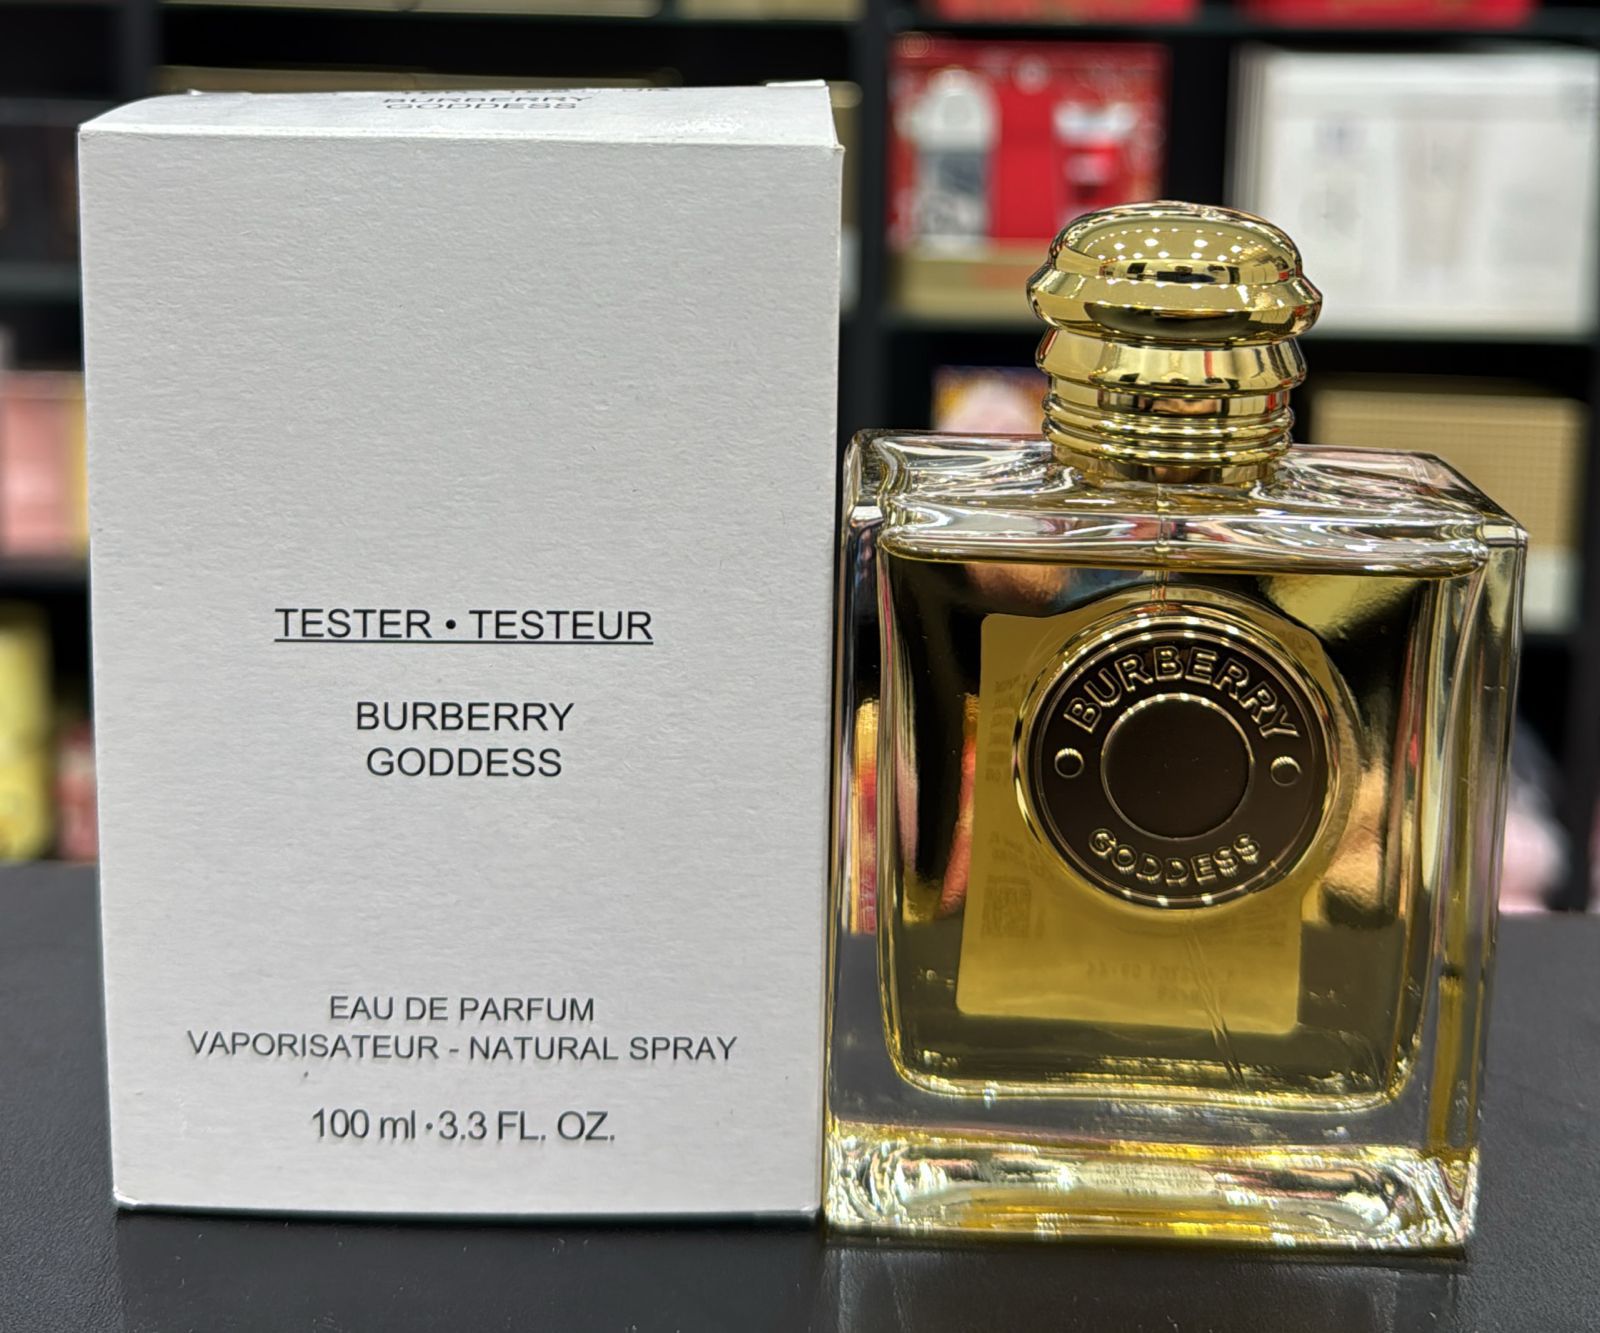 BURBERRY
GODDESS
TESTER • TESTEUR
BURBERRY
GODDESS
EAU DE PARFUM
VAPORISATEUR - NATURAL SPRAY
100 ml • 3.3 FL. OZ.
BURBERRY
GODDESS